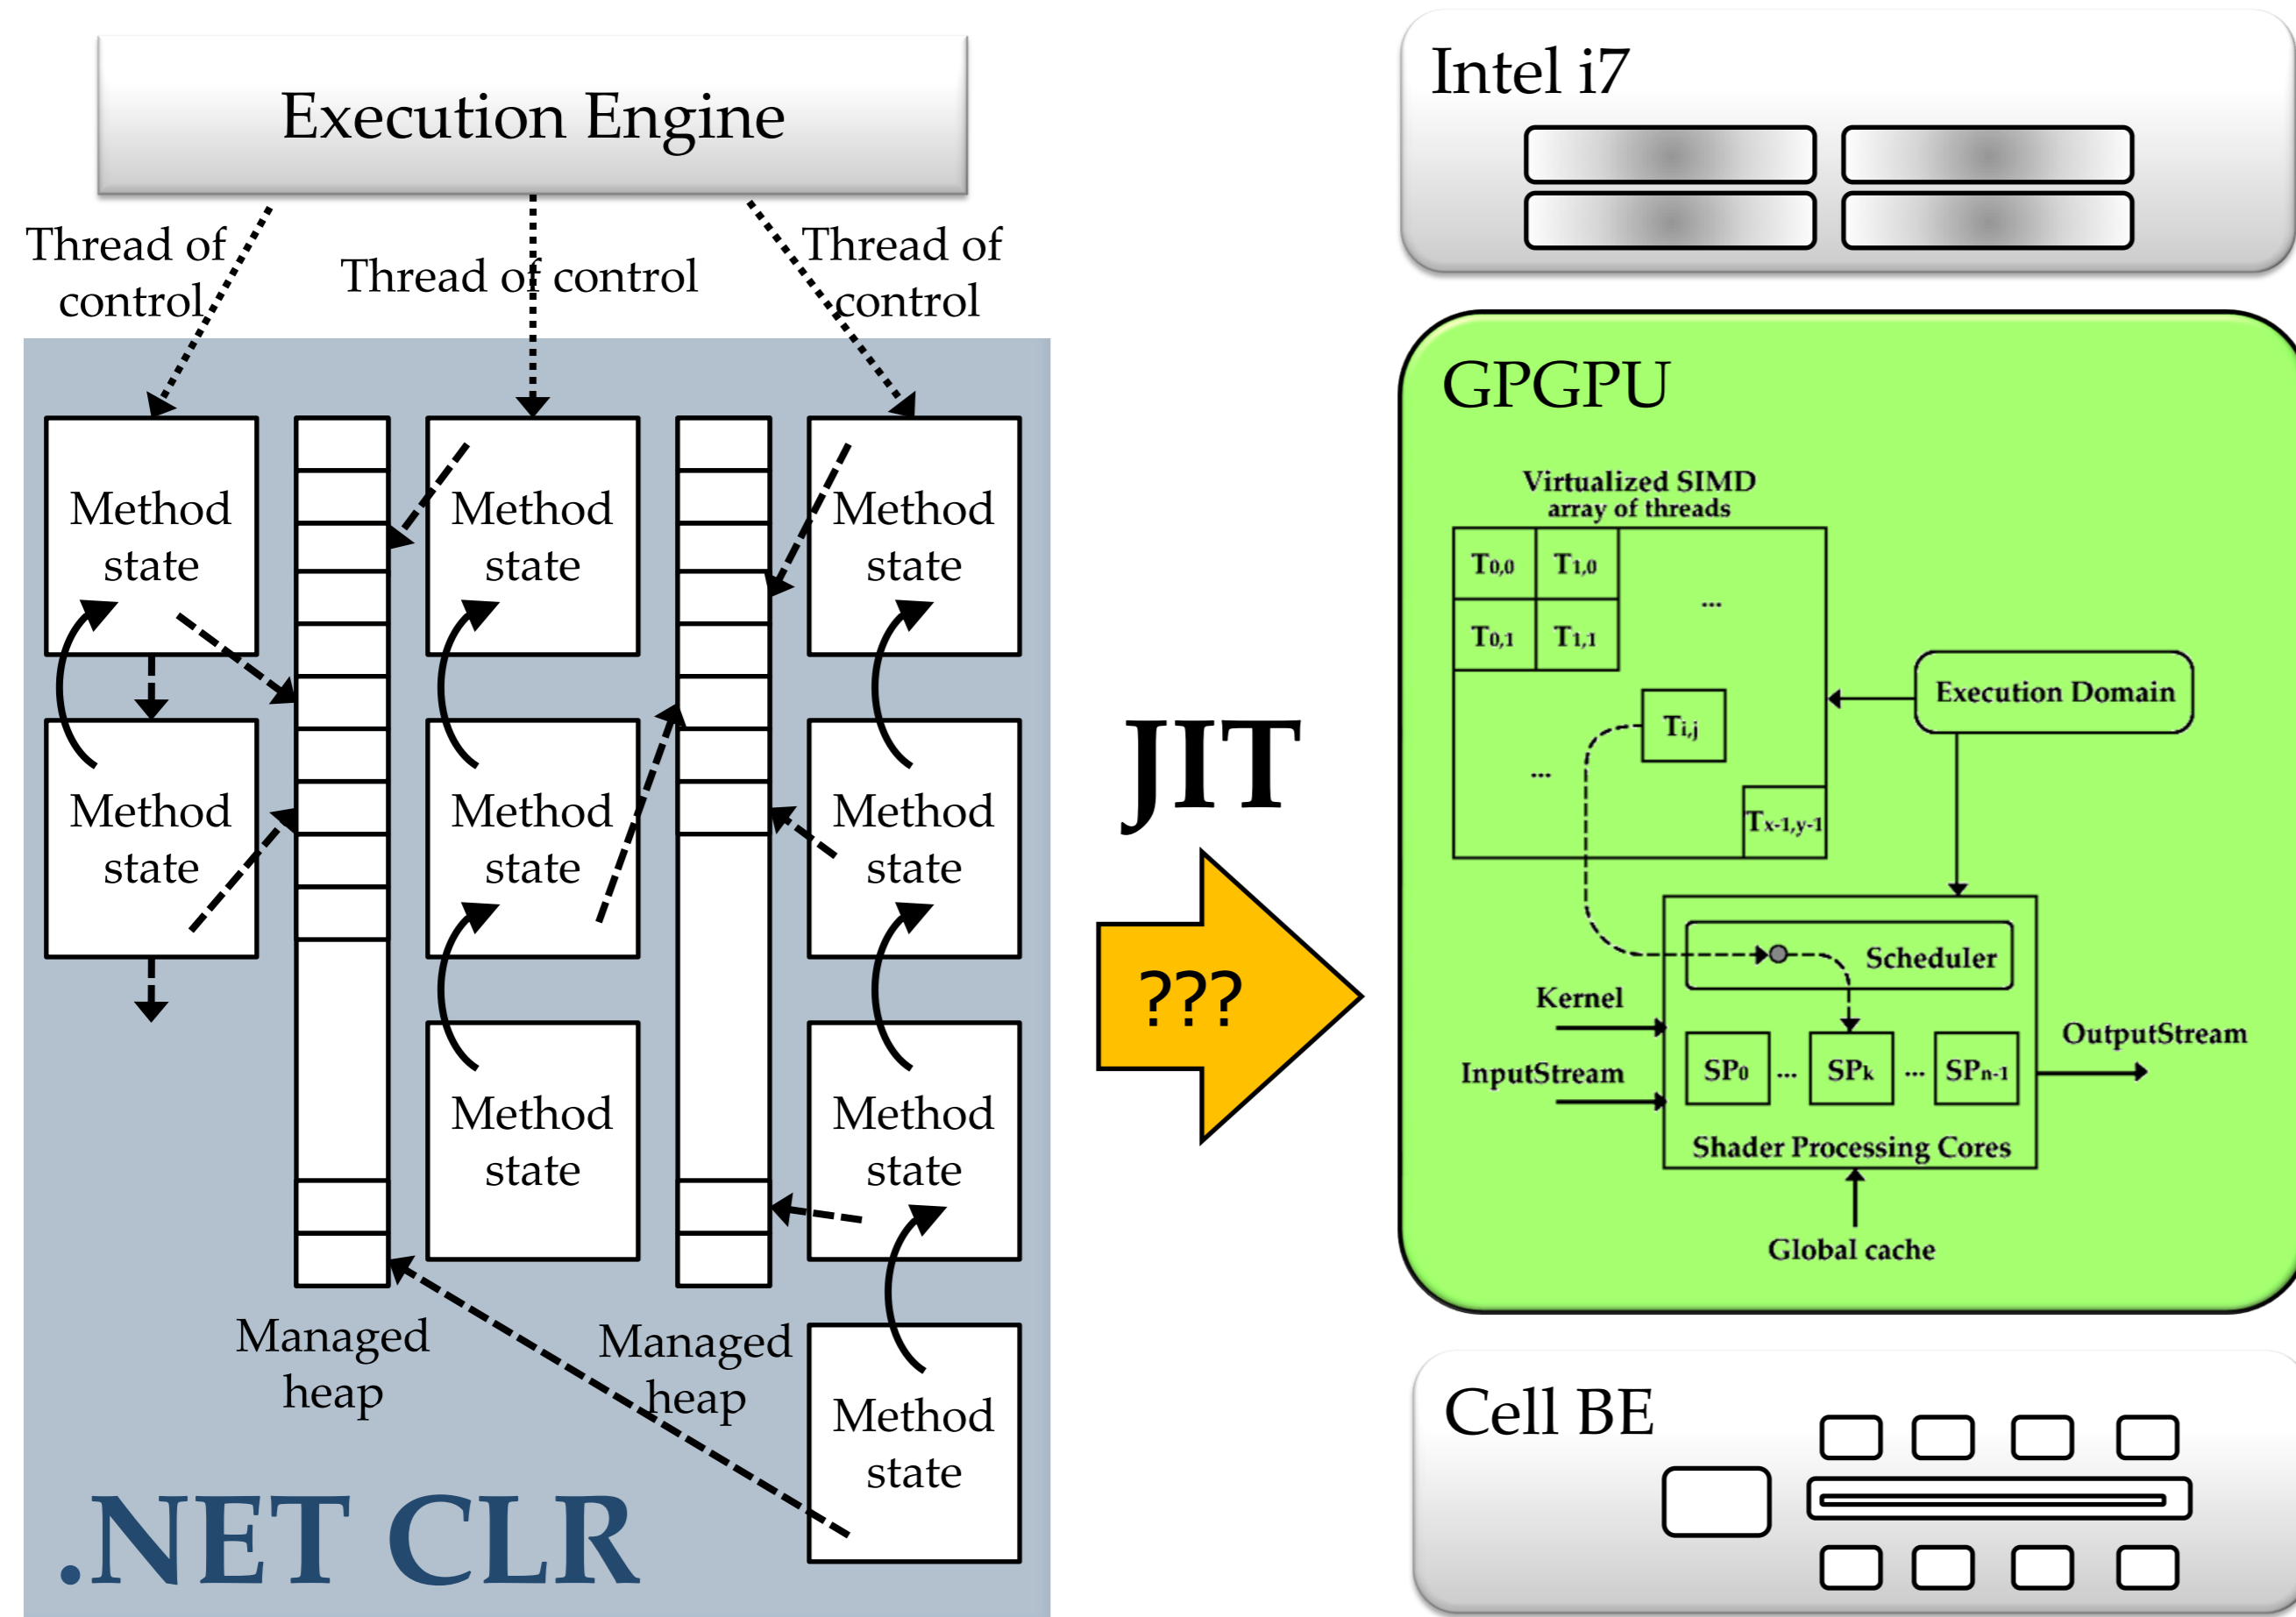 Execution Engine
Thread of
control
Thread of control
Thread of
control
Method
state
Method
state
Method
state
Method
state
Method
state
Method
state
Method
state
Method
state
Method
state
Managed
heap
Managed
heap
.NET CLR
JIT
???
Intel i7
GPGPU
Virtualized SIMD
array of threads
T0,0
T1,0
...
T0,1
T1,1
Ti,j
...
Tx-1,y-1
Execution Domain
Scheduler
Kernel
InputStream
SP0 ... SPk ... SPn-1
OutputStream
Shader Processing Cores
Global cache
Cell BE